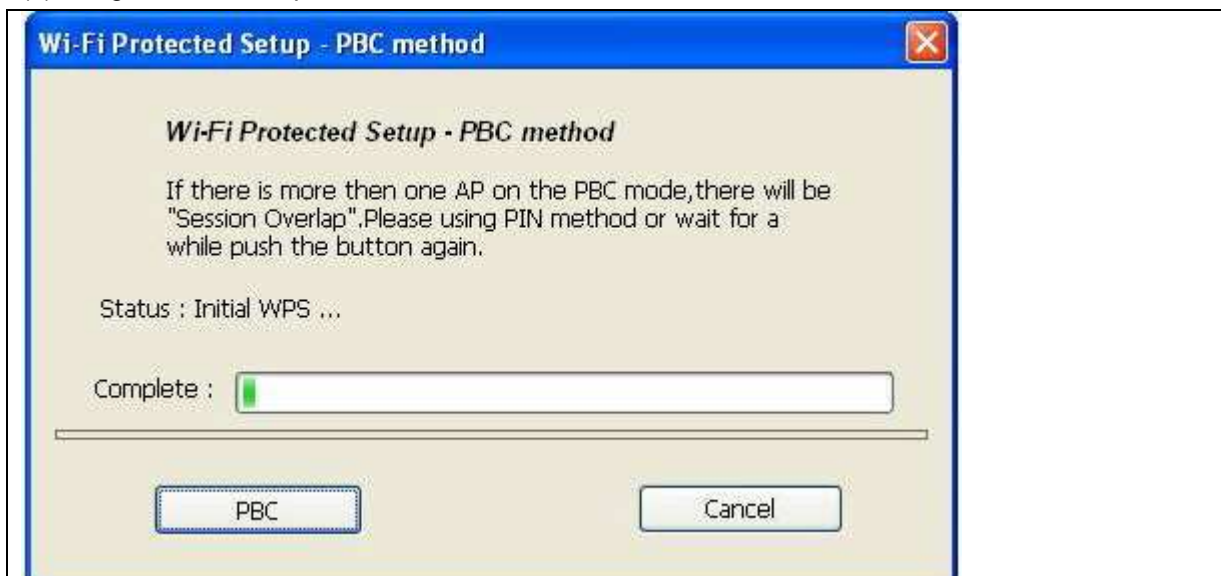 Wi-Fi Protected Setup - PBC method
Wi-Fi Protected Setup - PBC method
If there is more then one AP on the PBC mode,there will be
"Session Overlap".Please using PIN method or wait for a
while push the button again.
Status : Initial WPS ...
Complete :
PBC
Cancel